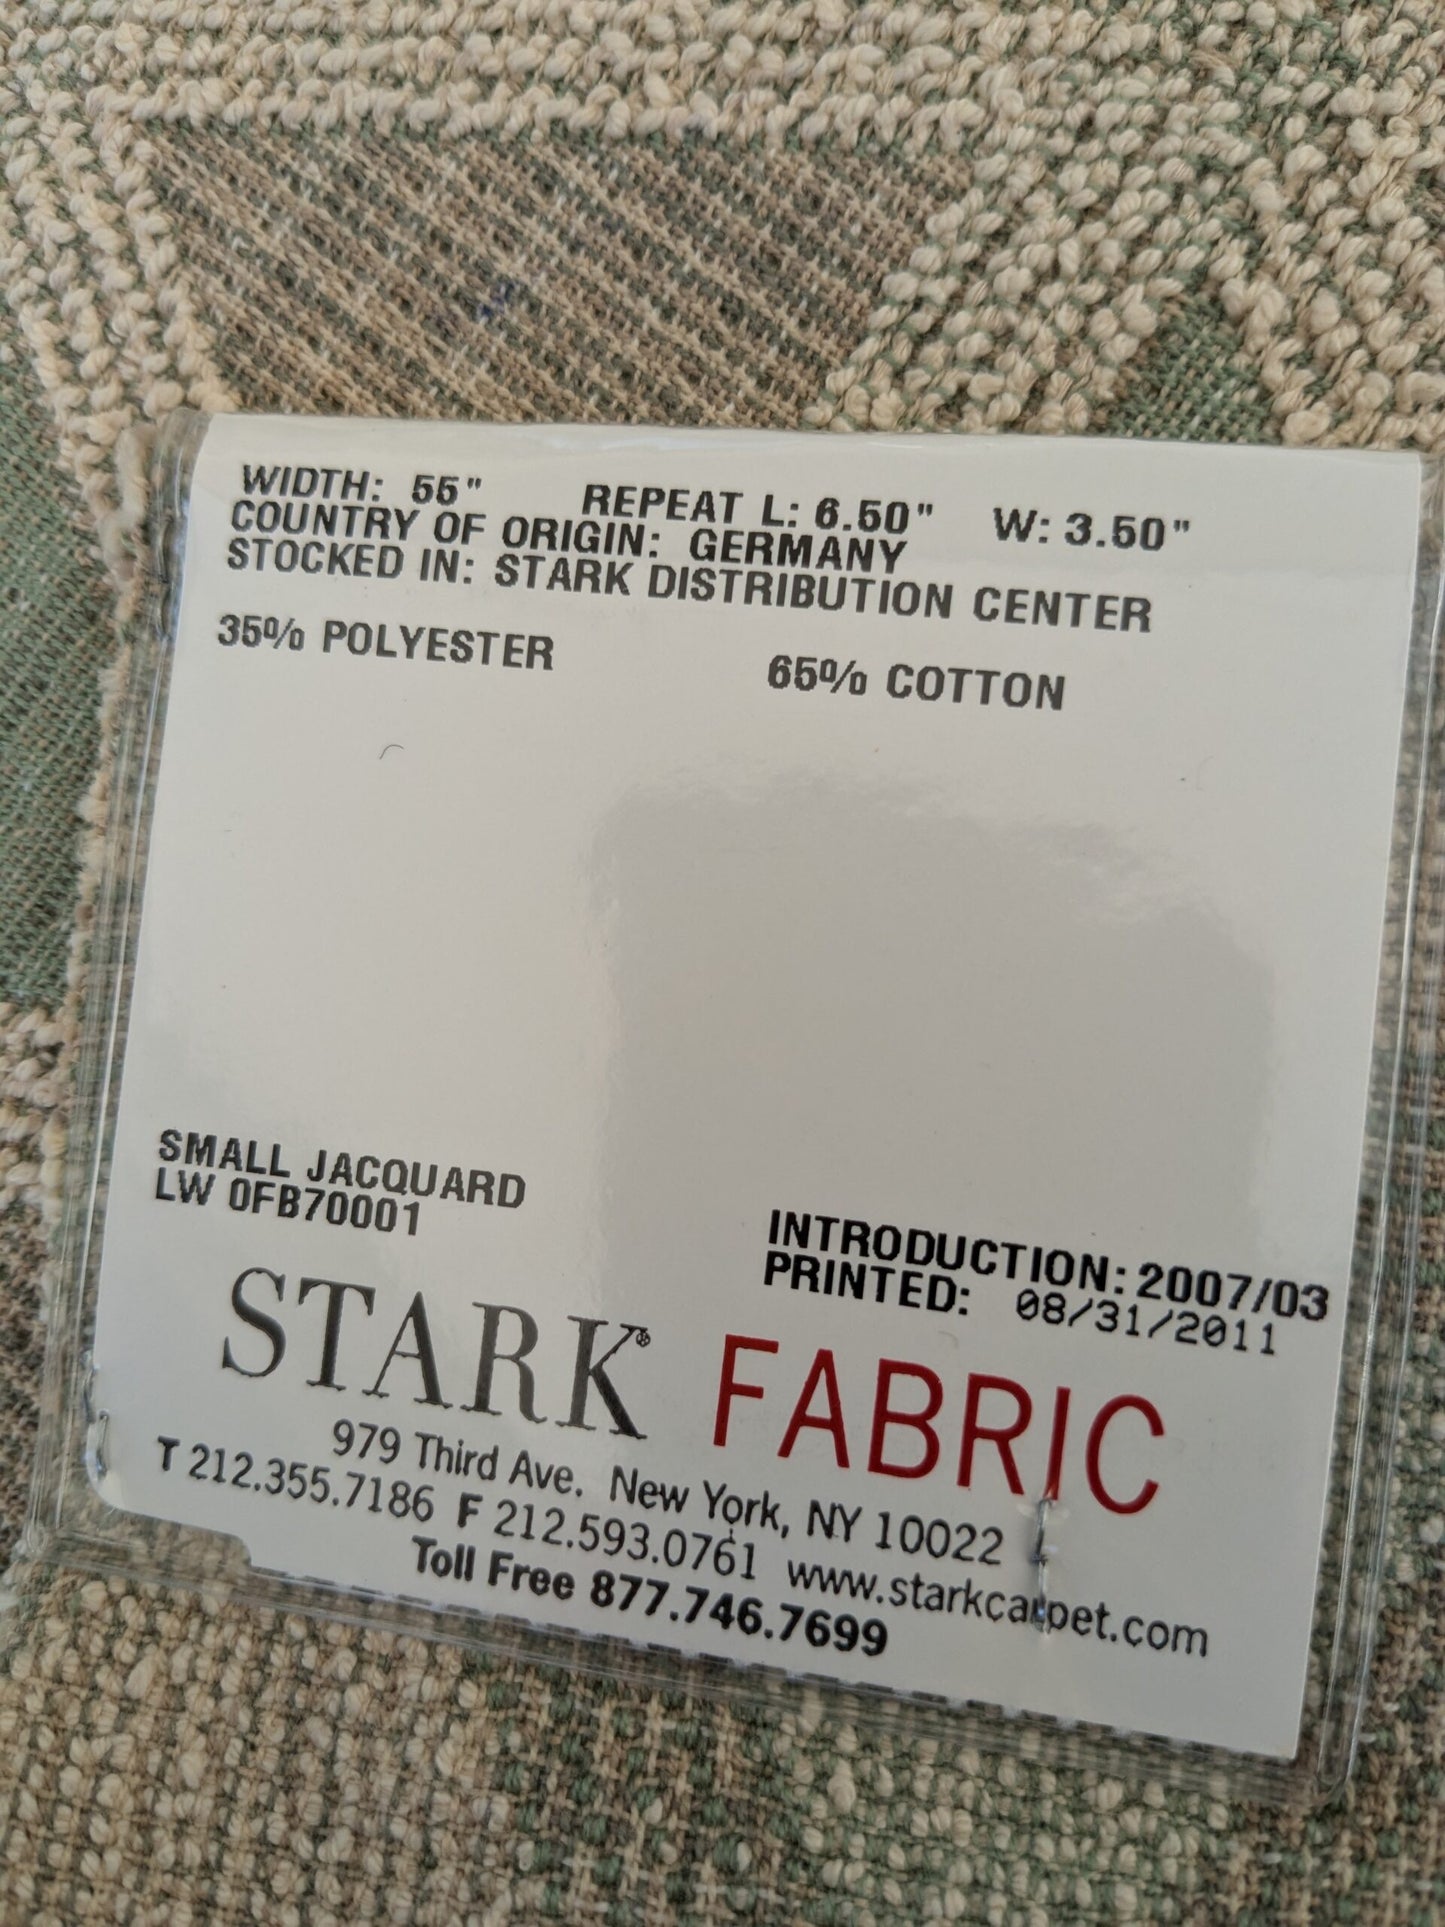 WIDTH: 55" REPEAT L: 6.50" W: 3.50"
COUNTRY OF ORIGIN: GERMANY
STOCKED IN: STARK DISTRIBUTION CENTER
35% POLYESTER 65% COTTON
SMALL JACQUARD
LW 0FB70001
INTRODUCTION: 2007/03
PRINTED: 08/31/2011
STARK® FABRIC
979 Third Ave. New York, NY 10022
T 212.355.7186 F 212.593.0761 www.starkcarpet.com
Toll Free 877.746.7699